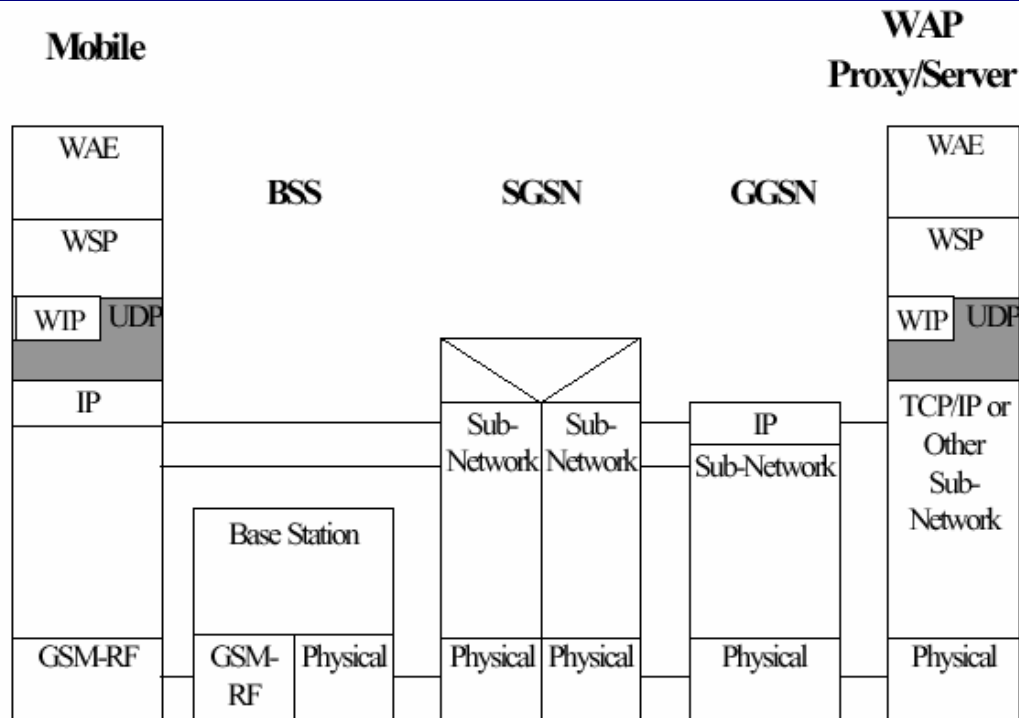 Mobile
WAP
Proxy/Server
BSS
SGSN
GGSN
WAE
WSP
WIP UDP
IP
GSM-RF
Base Station
GSM-
RF
Physical
Sub-
Network
Sub-
Network
Physical
Physical
IP
Sub-Network
Physical
WAE
WSP
WIP UDP
TCP/IP or
Other
Sub-
Network
Physical